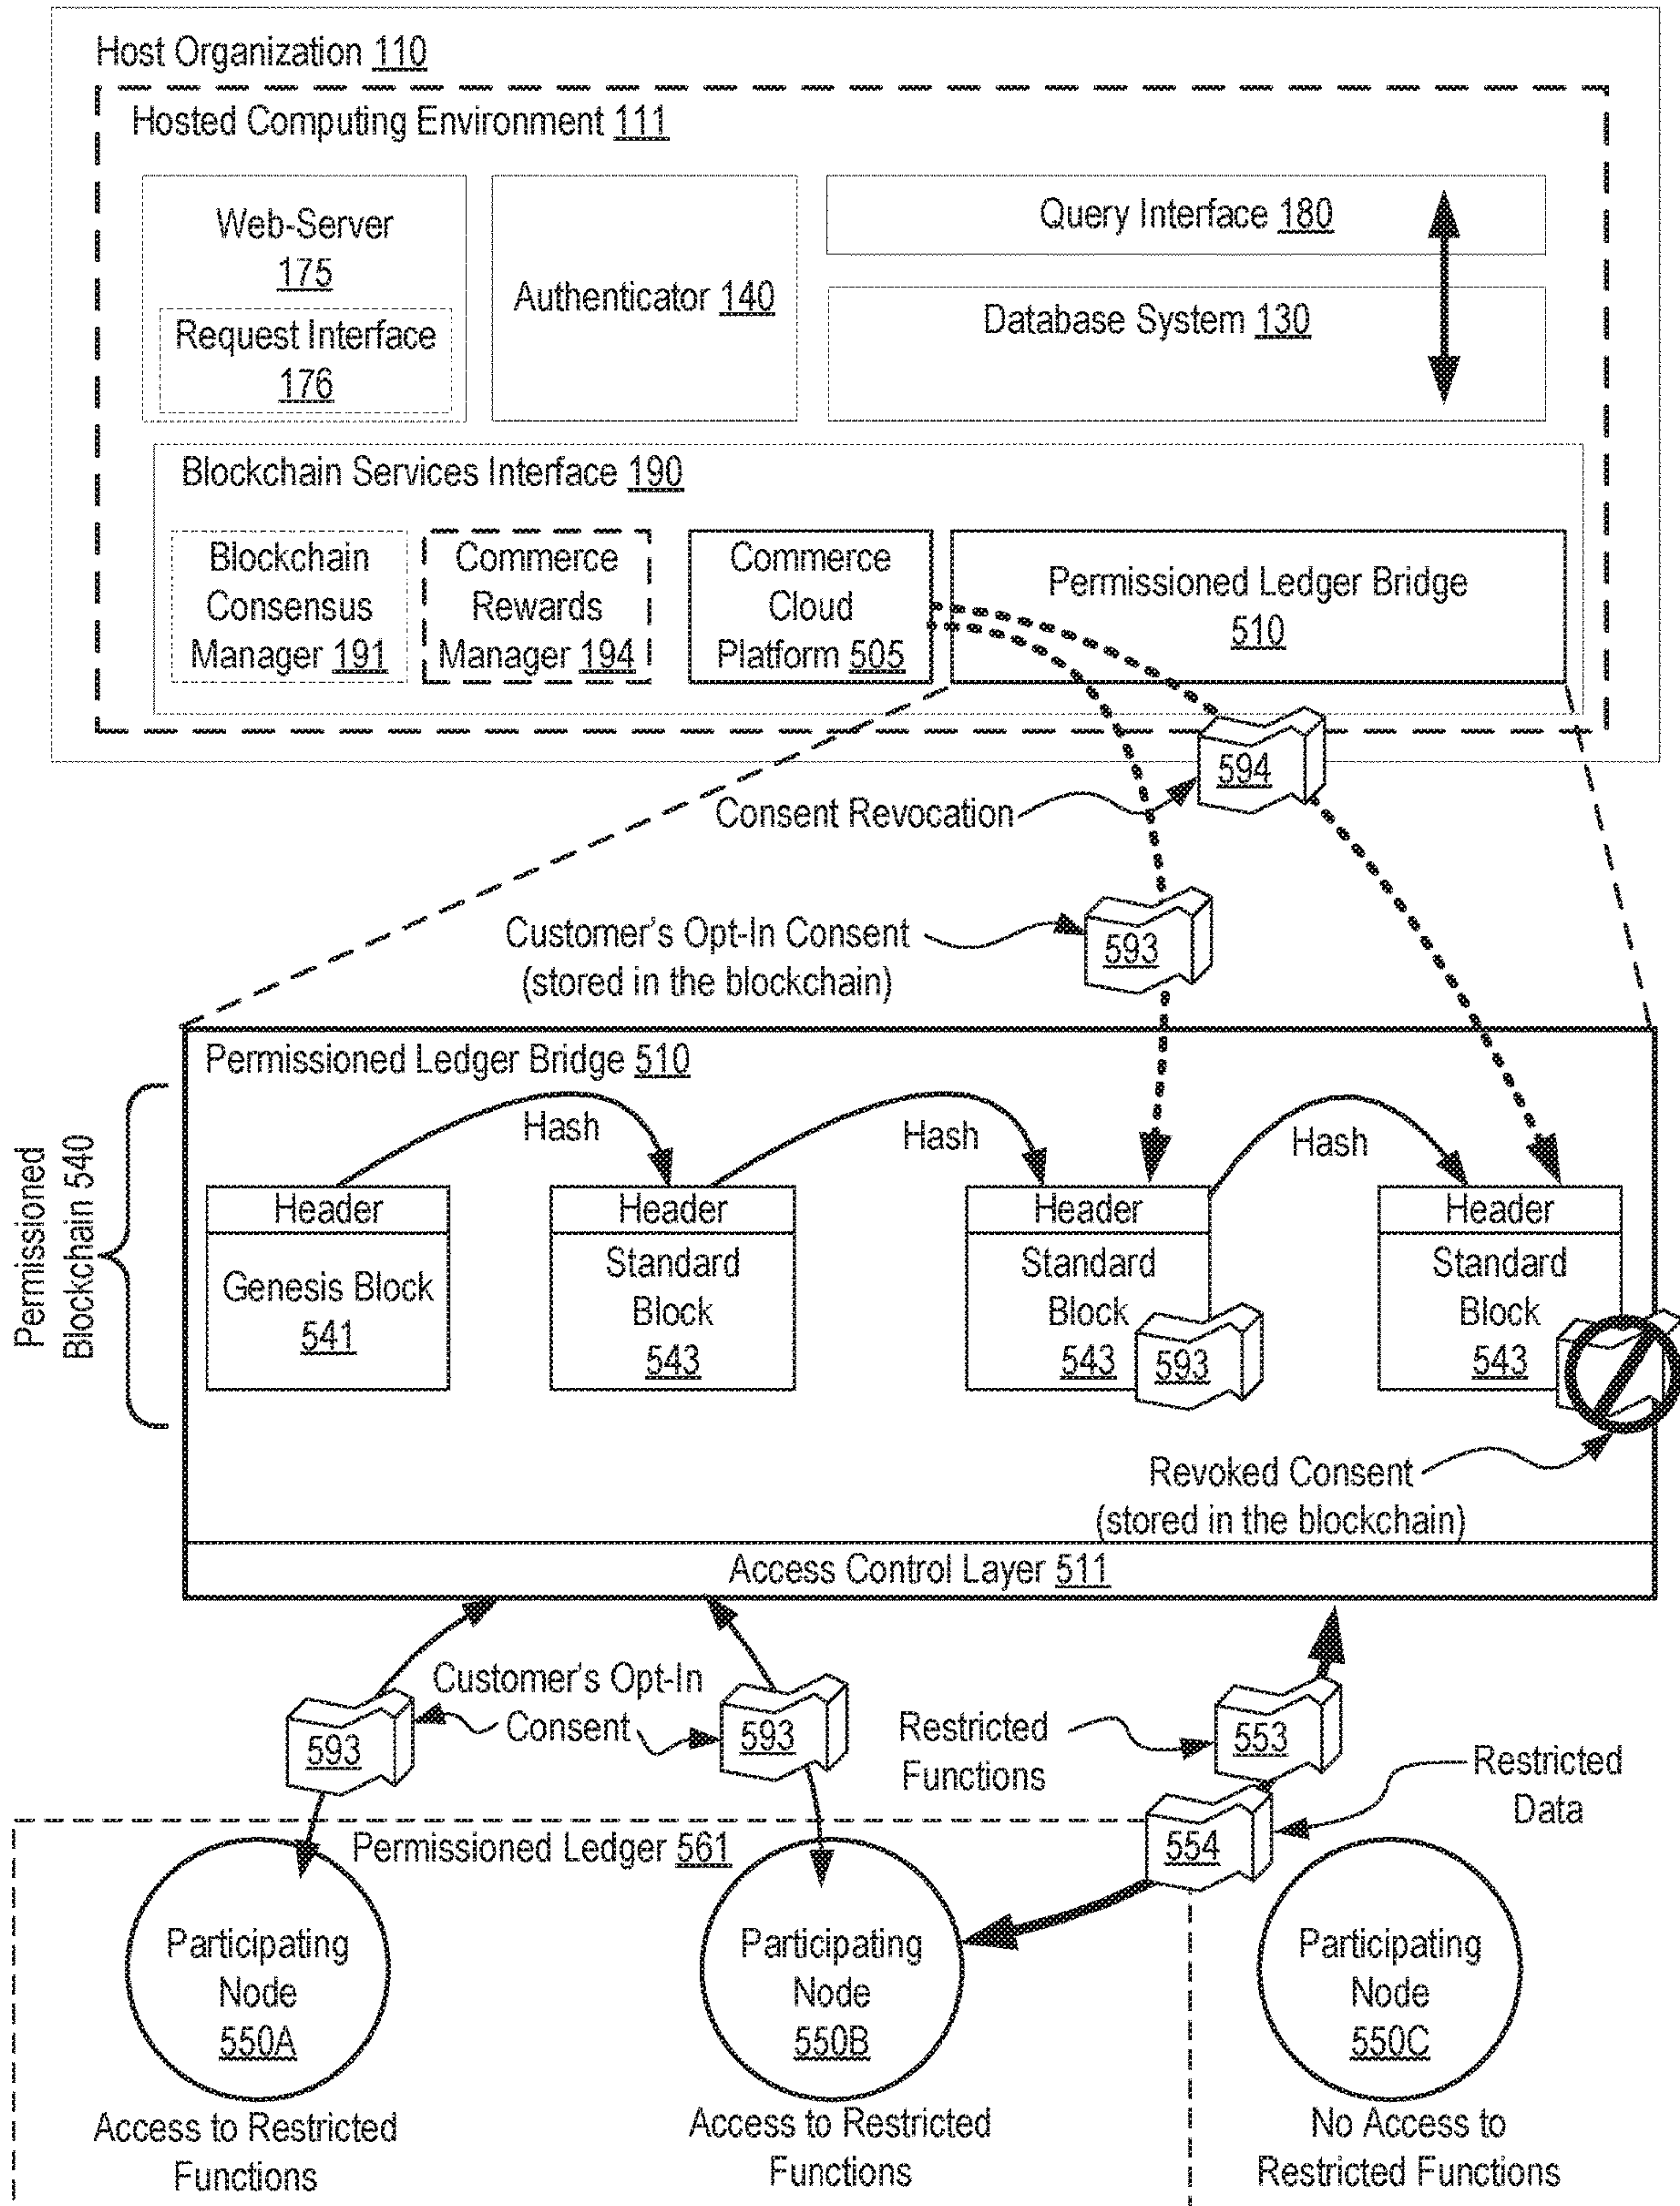 Host Organization 110
Hosted Computing Environment 111
Web-Server
175
Request Interface
176
Authenticator 140
Query Interface 180
Database System 130
Blockchain Services Interface 190
Blockchain
Consensus
Manager 191
Commerce
Rewards
Manager 194
Commerce
Cloud
Platform 505
Permissioned Ledger Bridge
510
594
Consent Revocation
Customer's Opt-In Consent
(stored in the blockchain)
593
Permissioned Ledger Bridge 510
Permissioned
Blockchain 540
Hash
Hash
Hash
Header
Genesis Block
541
Header
Standard
Block
543
Header
Standard
Block
543
593
Header
Standard
Block
543
Revoked Consent
(stored in the blockchain)
Access Control Layer 511
Customer's Opt-In
Consent
593
593
Restricted
Functions
553
Restricted
Data
554
Permissioned Ledger 561
Participating
Node
550A
Participating
Node
550B
Participating
Node
550C
Access to Restricted
Functions
Access to Restricted
Functions
No Access to
Restricted Functions